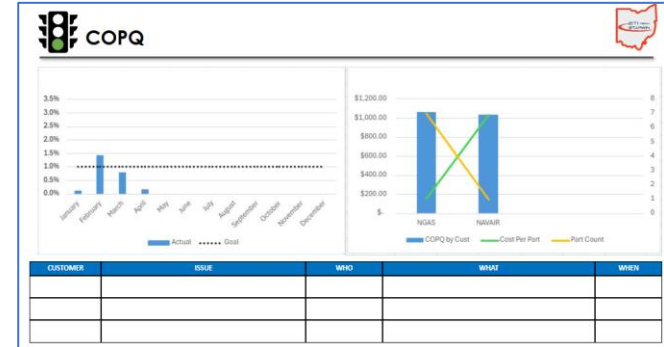 COPQ
3.5%
3.0%
2.5%
2.0%
1.5%
1.0%
0.5%
0.0%
January
February
March
April
May
June
July
August
September
October
November
December
Actual
Goal
$1,200.00
$1,000.00
$800.00
$600.00
$400.00
$200.00
$-
8
7
6
5
4
3
2
1
0
NGAS
NAVAIR
COPQ by Cust
Cost Per Part
Part Count
CUSTOMER ISSUE WHO WHAT WHEN